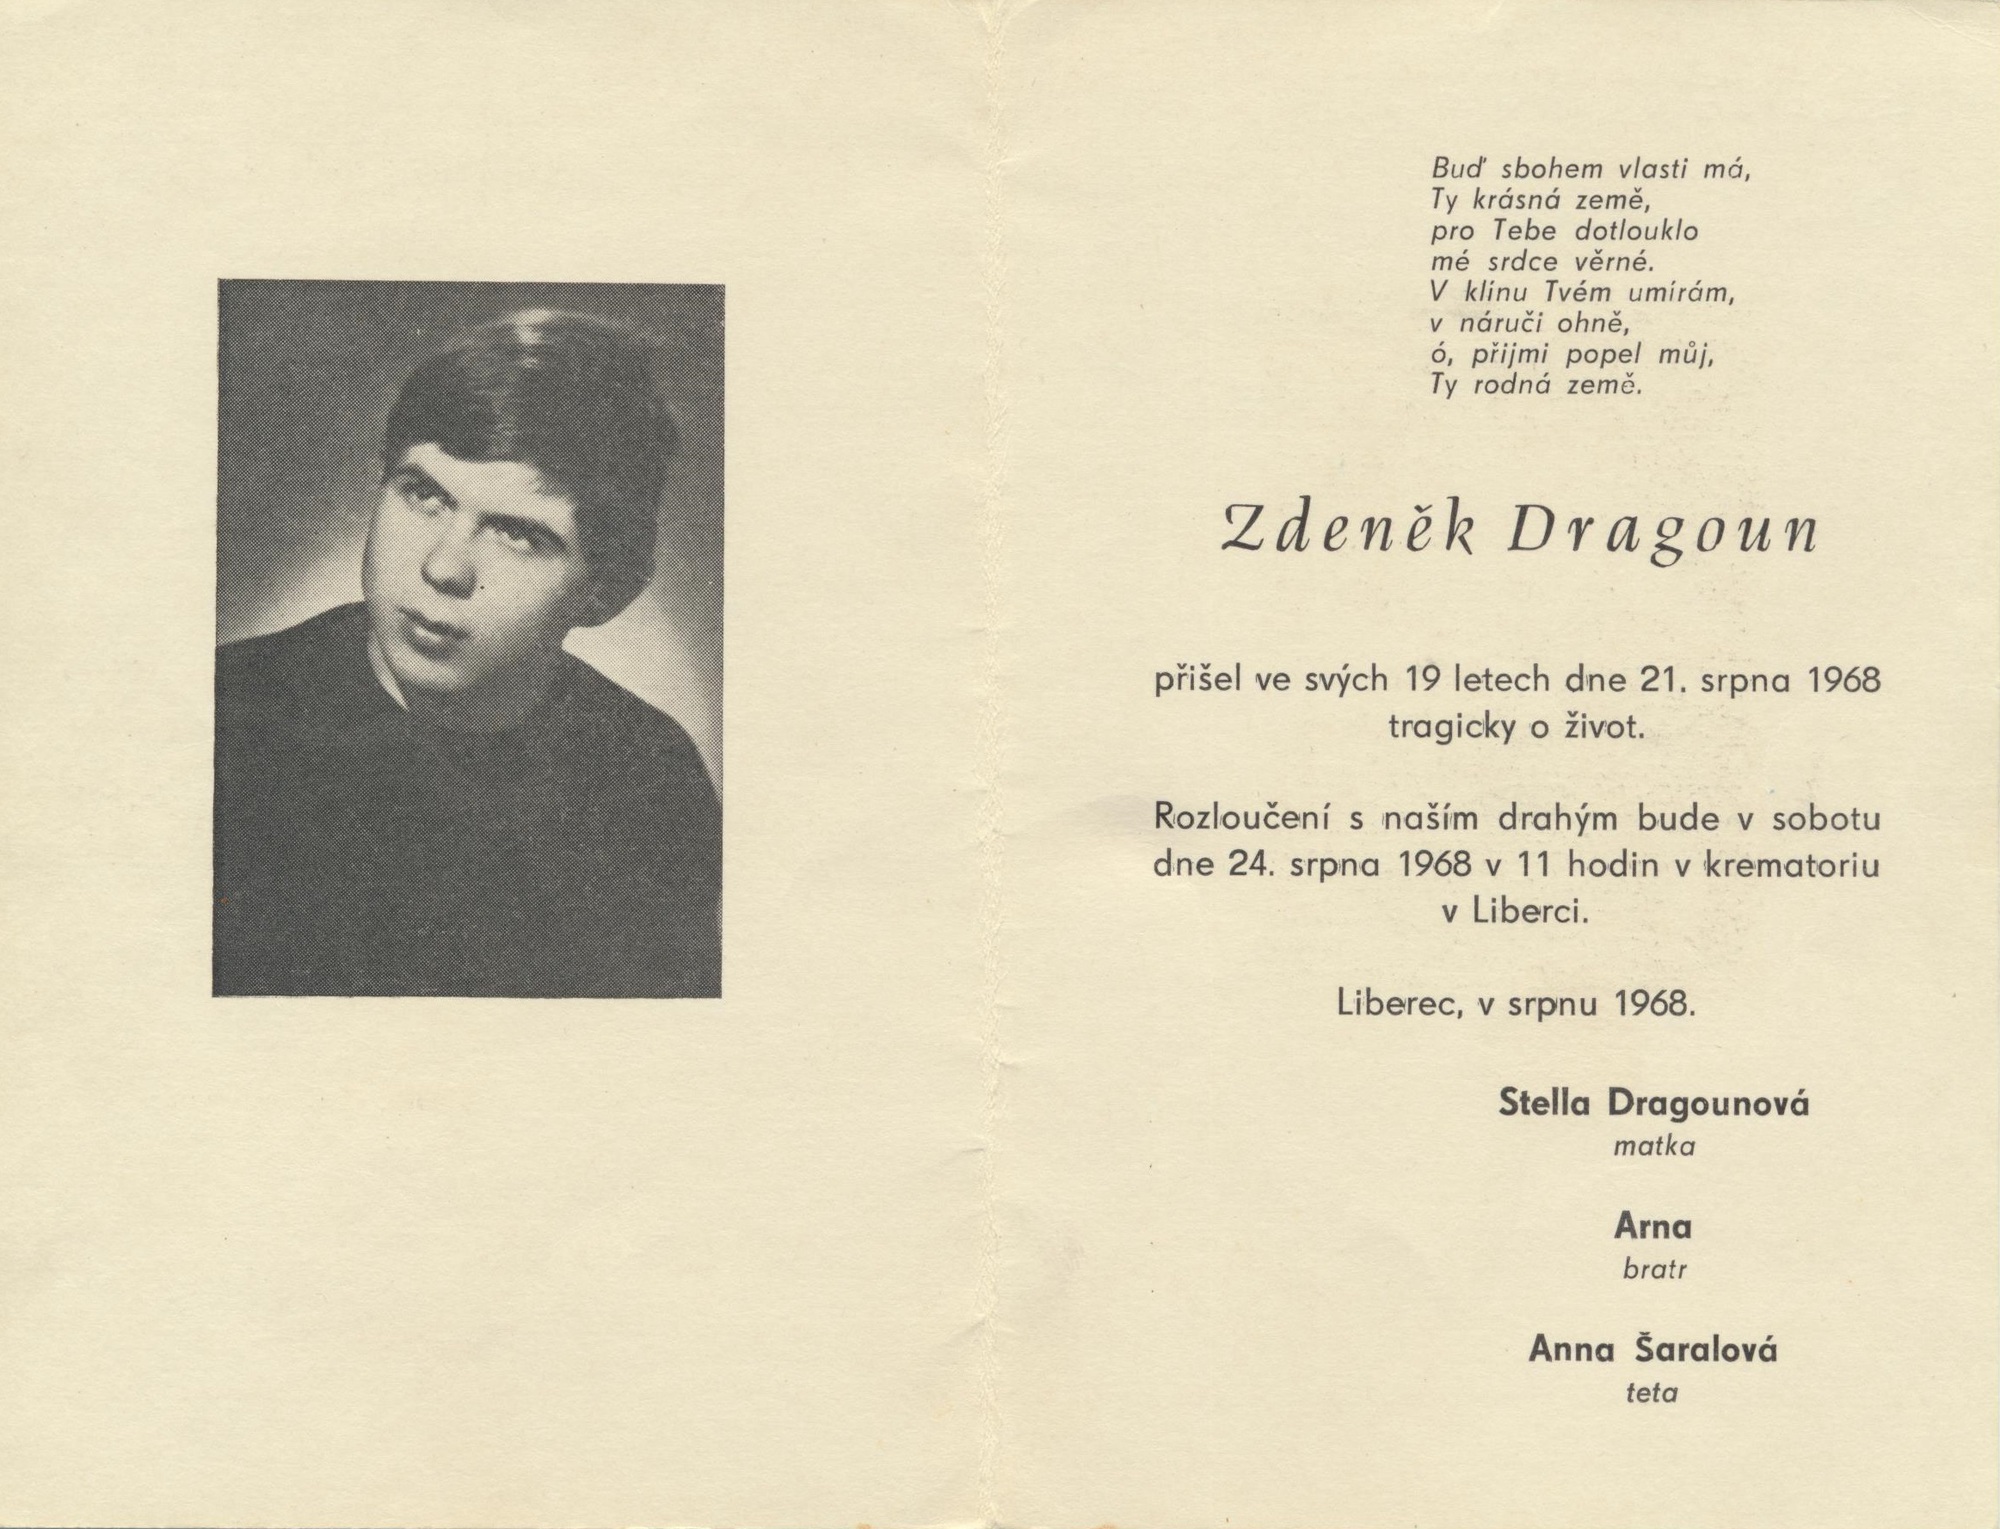 Buď sbohem vlasti má,
Ty krásná země,
pro Tebe dotlouklo
mé srdce věrné.
V klínu Tvém umírám,
v náruči ohně,
ó, přijmi popel můj,
Ty rodná země.
Zdeněk Dragoun
přišel ve svých 19 letech dne 21. srpna 1968
tragicky o život.
Rozloučení s naším drahým bude v sobotu
dne 24. srpna 1968 v 11 hodin v krematoriu
v Liberci.
Liberec, v srpnu 1968.
Stella Dragounová
matka
Arna
bratr
Anna Šaralová
teta